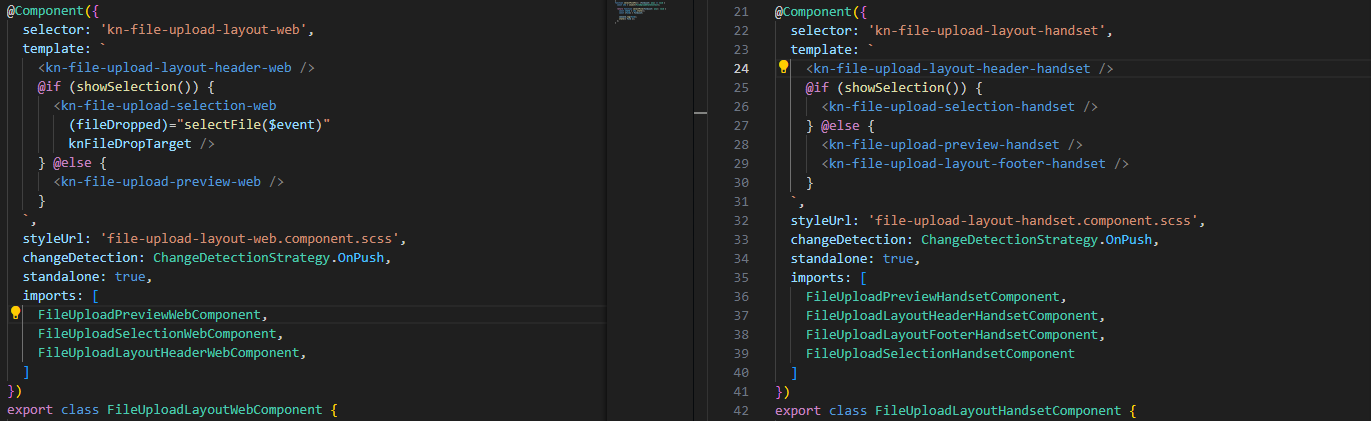 @Component({
  selector: 'kn-file-upload-layout-web',
  template: `
    <kn-file-upload-layout-header-web />
    @if (showSelection()) {
      <kn-file-upload-selection-web
        (fileDropped)="selectFile($event)"
        knFileDropTarget />
    } @else {
      <kn-file-upload-preview-web />
    }
  `,
  styleUrl: 'file-upload-layout-web.component.scss',
  changeDetection: ChangeDetectionStrategy.OnPush,
  standalone: true,
  imports: [
    FileUploadPreviewWebComponent,
    FileUploadSelectionWebComponent,
    FileUploadLayoutHeaderWebComponent,
  ]
})
export class FileUploadLayoutWebComponent {
21 @Component({
22   selector: 'kn-file-upload-layout-handset',
23   template: `
24     <kn-file-upload-layout-header-handset />
25     @if (showSelection()) {
26       <kn-file-upload-selection-handset />
27     } @else {
28       <kn-file-upload-preview-handset />
29       <kn-file-upload-layout-footer-handset />
30     }
31   `,
32   styleUrl: 'file-upload-layout-handset.component.scss',
33   changeDetection: ChangeDetectionStrategy.OnPush,
34   standalone: true,
35   imports: [
36     FileUploadPreviewHandsetComponent,
37     FileUploadLayoutHeaderHandsetComponent,
38     FileUploadLayoutFooterHandsetComponent,
39     FileUploadSelectionHandsetComponent
40   ]
41 })
42 export class FileUploadLayoutHandsetComponent {